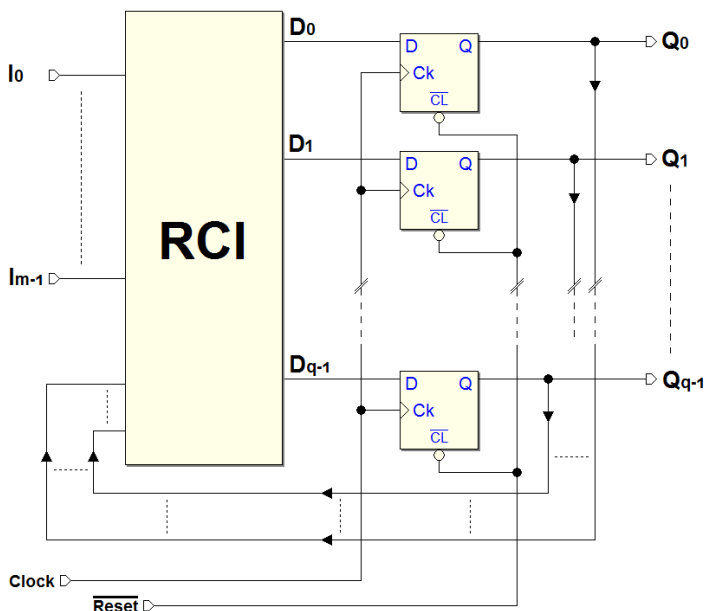 D0
D Q
Q0
I0
Ck
CL
D1
D Q
Q1
Ck
CL
RCI
Im-1
Dq-1
D Q
Qq-1
Ck
CL
Clock
Reset